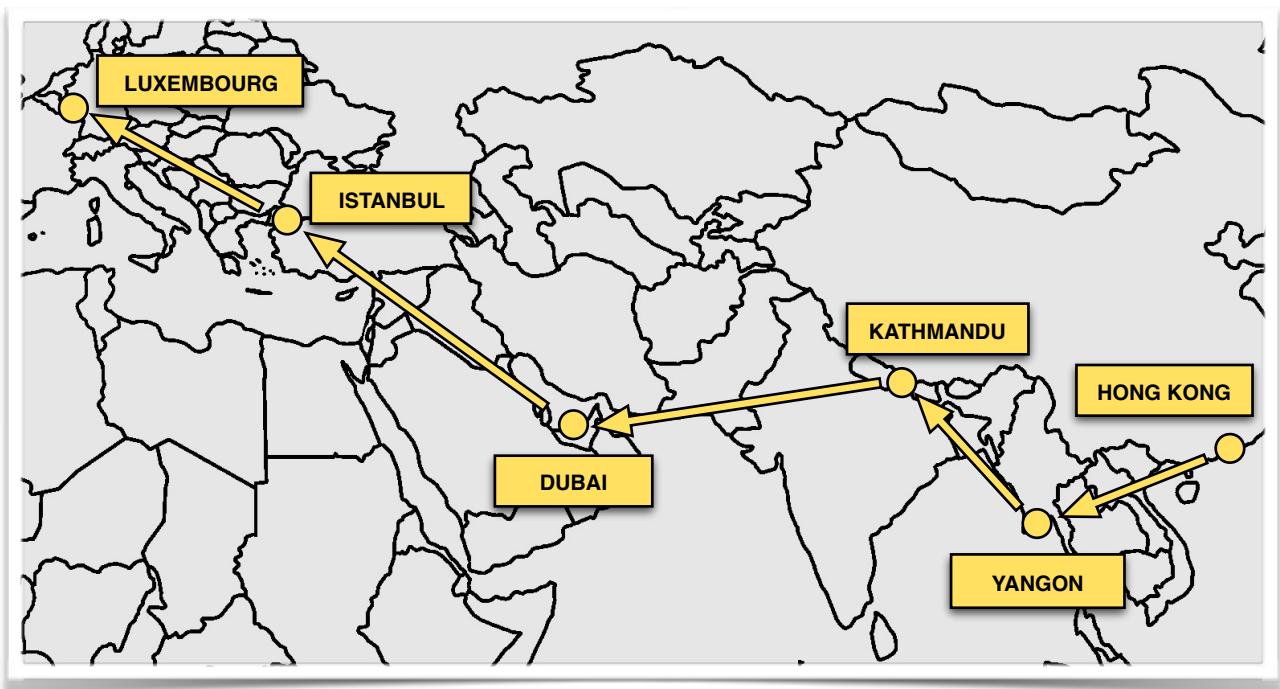 LUXEMBOURG
ISTANBUL
KATHMANDU
HONG KONG
DUBAI
YANGON